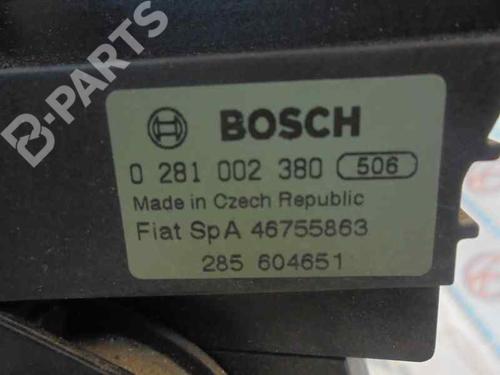 B-PARTS
BOSCH
0 281 002 380 506
Made in Czech Republic
Fiat SpA 46755863
285 604651